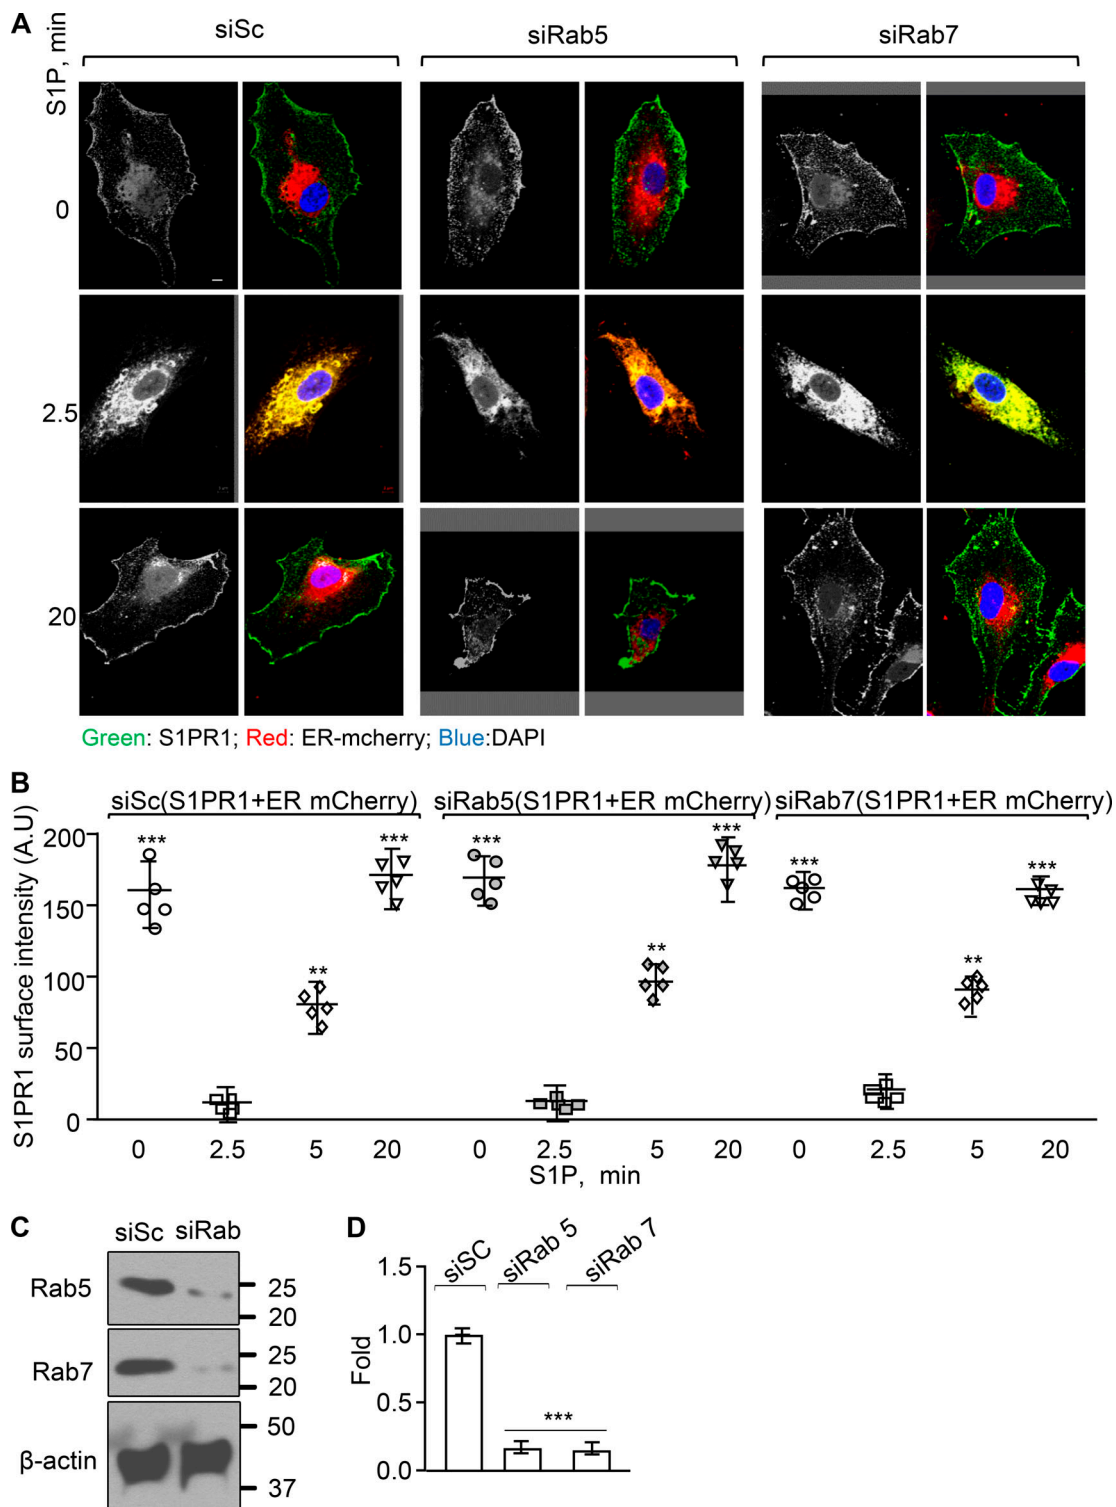 A
siSc siRab5 siRab7
S1P, min
0
2.5
20
Green: S1PR1; Red: ER-mcherry; Blue:DAPI
B
siSc(S1PR1+ER mCherry) siRab5(S1PR1+ER mCherry) siRab7(S1PR1+ER mCherry)
S1PR1 surface intensity (A.U)
200
150
100
50
0
*** ** *** *** ** *** *** ** ***
0 2.5 5 20 0 2.5 5 20 0 2.5 5 20
S1P, min
C
siSc siRab
Rab5 25
20
Rab7 25
20
β-actin 50
37
D
siSC siRab 5 siRab 7
Fold
1.5
1.0
0.5
0.0
***